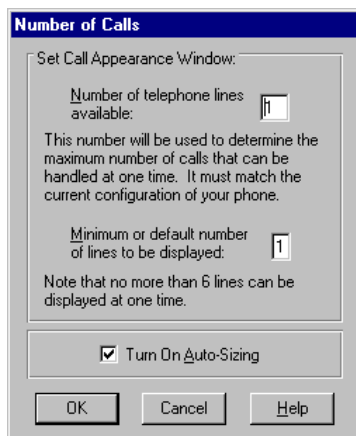 Number of Calls
Set Call Appearance Window:
Number of telephone lines
available: 1
This number will be used to determine the
maximum number of calls that can be
handled at one time. It must match the
current configuration of your phone.
Minimum or default number
of lines to be displayed: 1
Note that no more than 6 lines can be
displayed at one time.
Turn On Auto-Sizing
OK Cancel Help